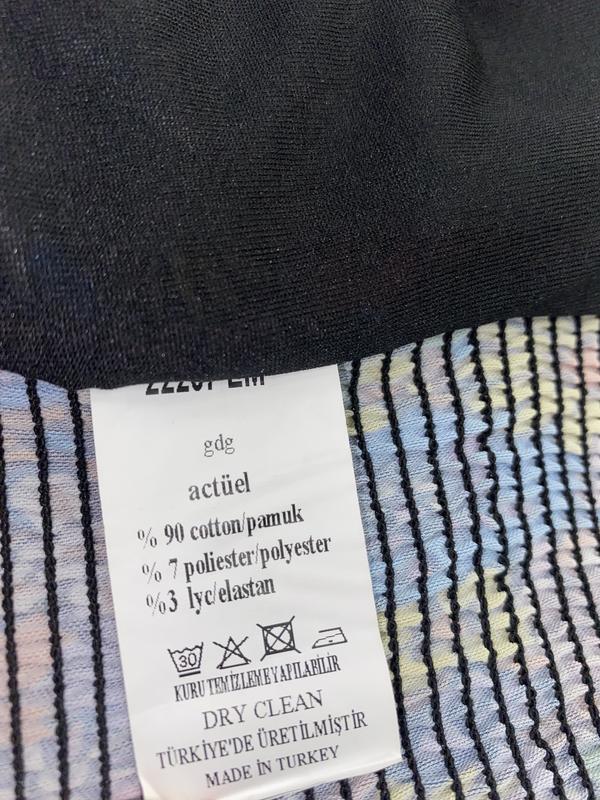 gdg
actüel
% 90 cotton/pamuk
% 7 poliester/polyester
%3 lyc/elastan
30
KURU TEMİZLEME YAPILABİLİR
DRY CLEAN
TÜRKİYE'DE ÜRETİLMİŞTİR
MADE IN TURKEY